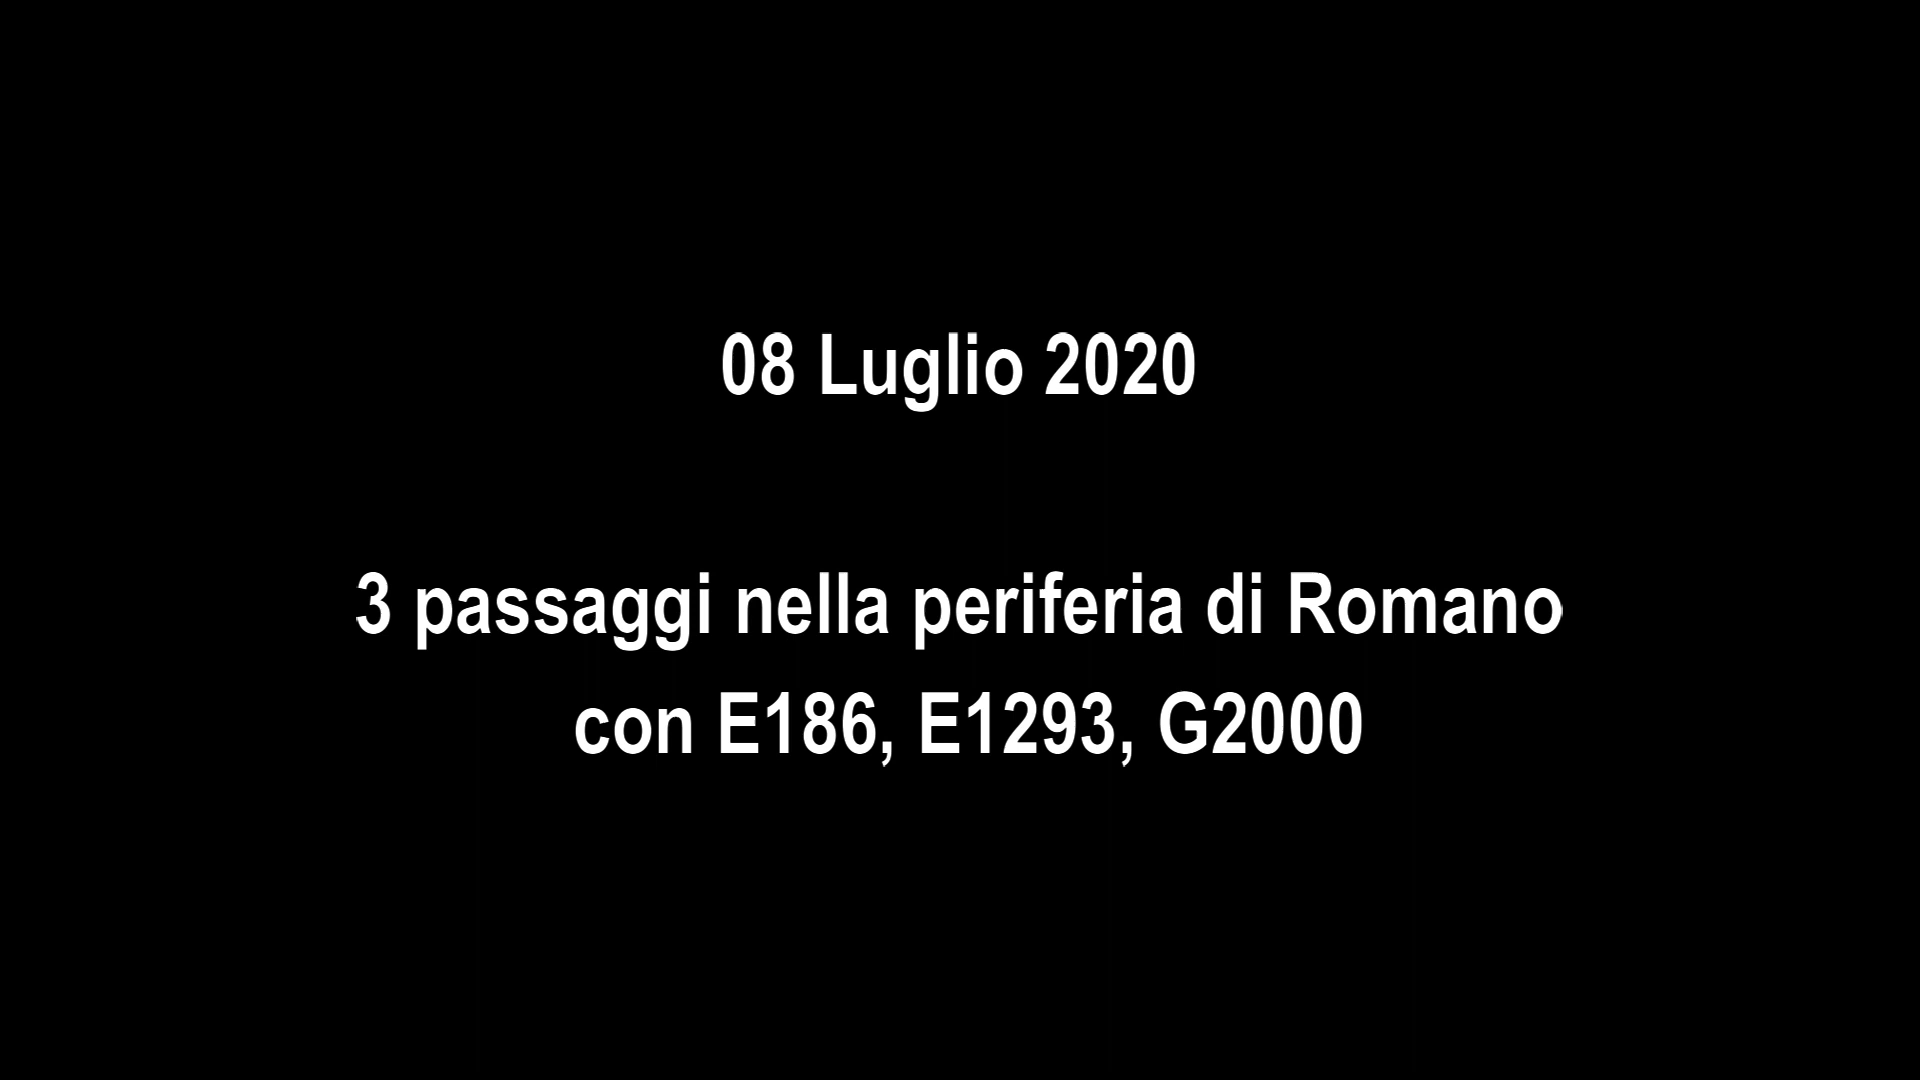 08 Luglio 2020
3 passaggi nella periferia di Romano
con E186, E1293, G2000